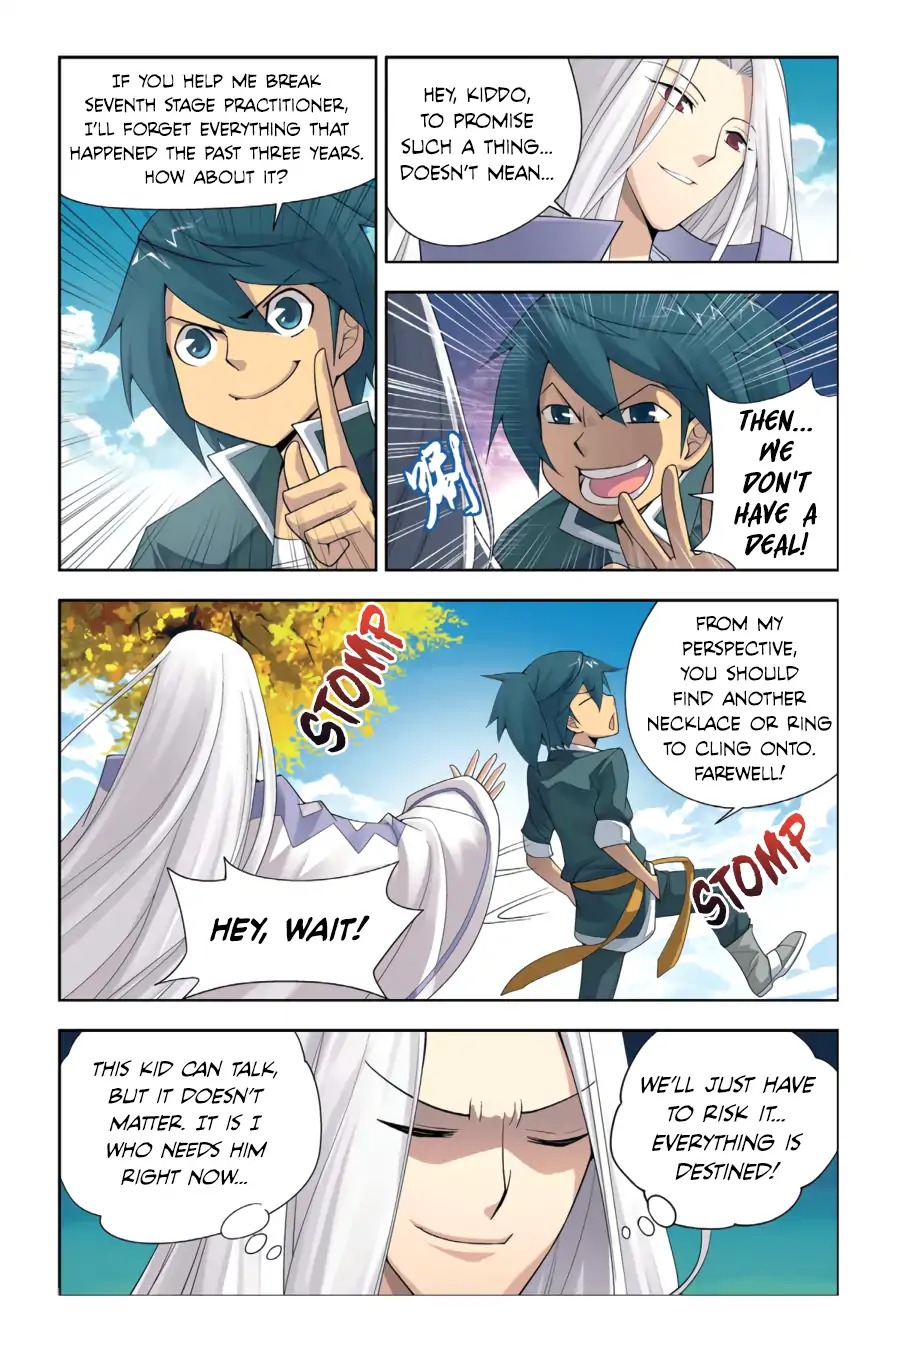 IF YOU HELP ME BREAK
SEVENTH STAGE PRACTITIONER,
I'LL FORGET EVERYTHING THAT
HAPPENED THE PAST THREE YEARS.
HOW ABOUT IT?
HEY, KIDDO,
TO PROMISE
SUCH A THING...
DOESN'T MEAN...
唰
THEN...
WE
DON'T
HAVE A
DEAL!
STOMP
FROM MY
PERSPECTIVE,
YOU SHOULD
FIND ANOTHER
NECKLACE OR RING
TO CLING ONTO.
FAREWELL!
STOMP
HEY, WAIT!
THIS KID CAN TALK,
BUT IT DOESN'T
MATTER. IT IS I
WHO NEEDS HIM
RIGHT NOW...
WE'LL JUST HAVE
TO RISK IT...
EVERYTHING IS
DESTINED!